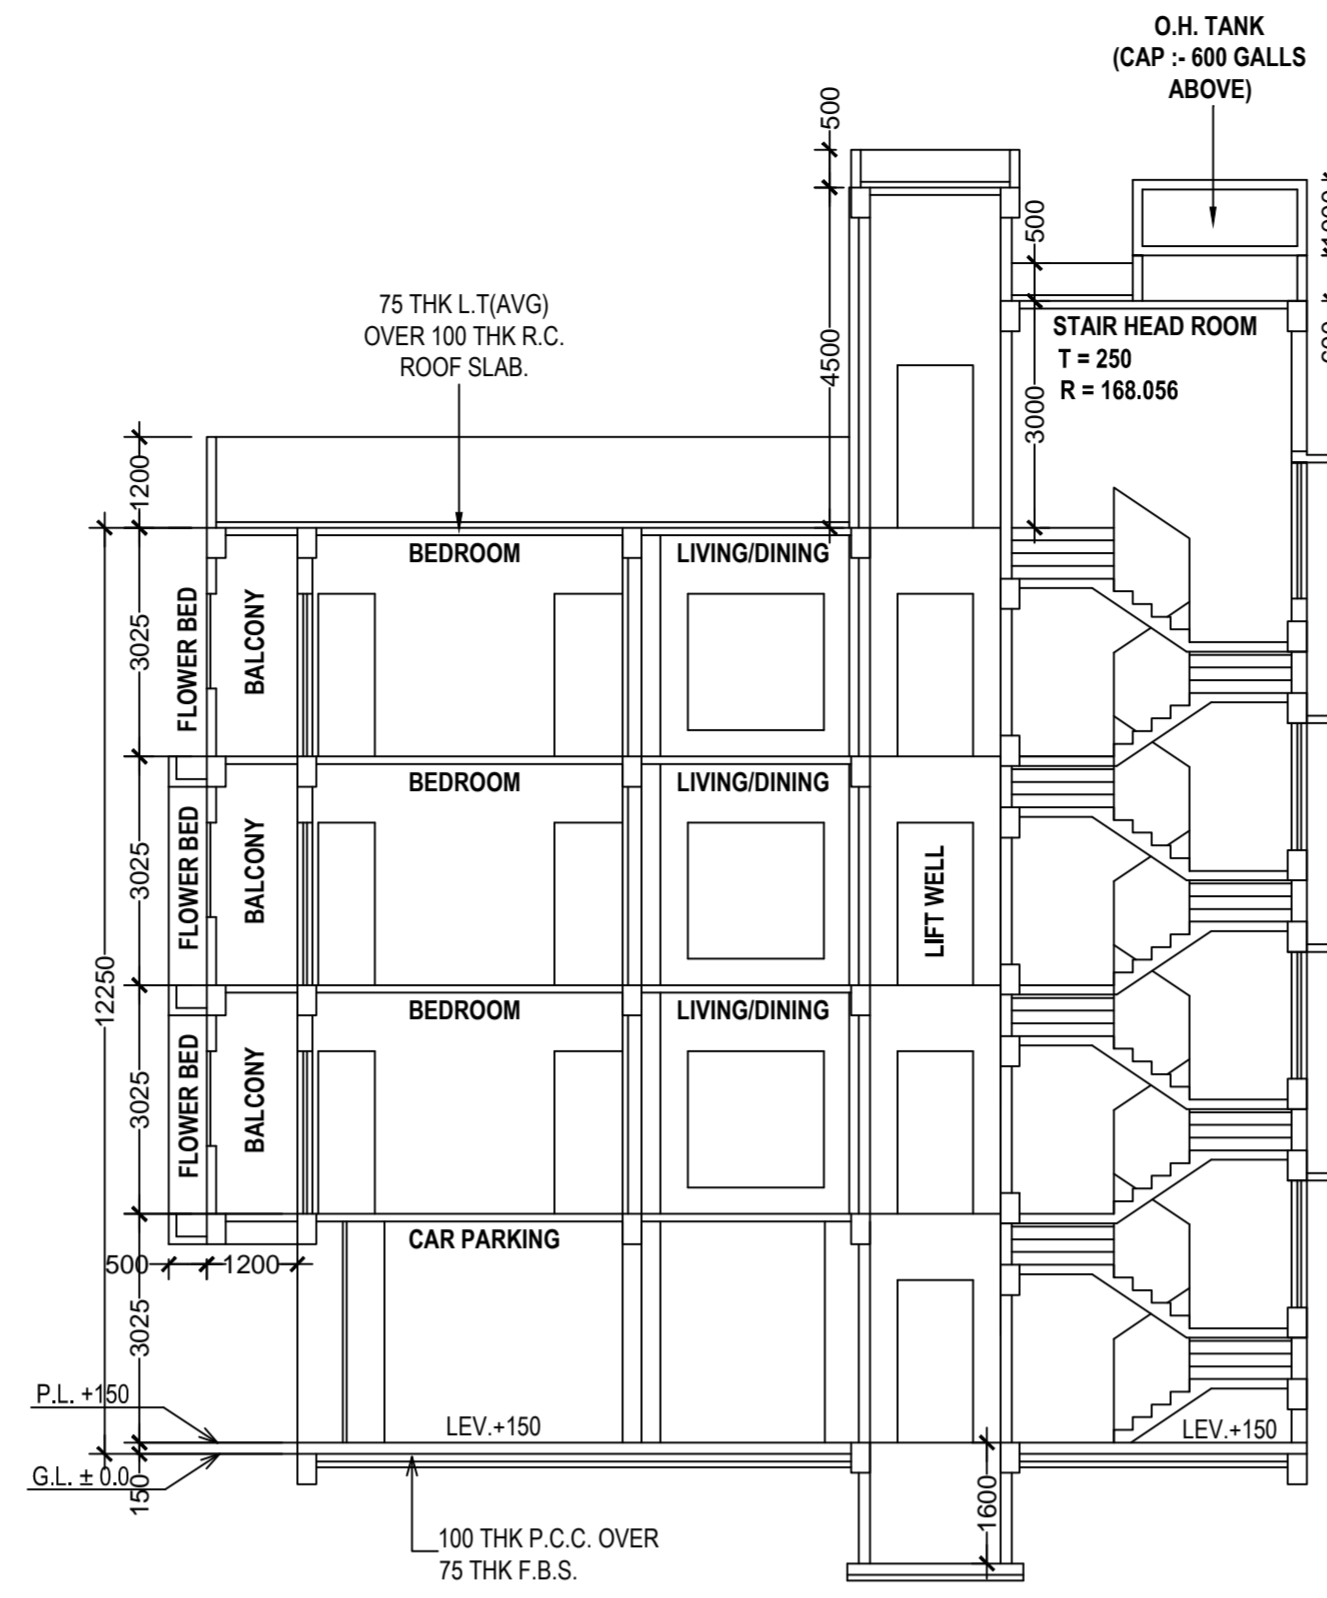 O.H. TANK
(CAP :- 600 GALLS
ABOVE)
500
4500
500
3000
STAIR HEAD ROOM
T = 250
R = 168.056
75 THK L.T(AVG)
OVER 100 THK R.C.
ROOF SLAB.
1200
12250
3025
FLOWER BED
BALCONY
BEDROOM
LIVING/DINING
3025
FLOWER BED
BALCONY
BEDROOM
LIVING/DINING
LIFT WELL
3025
FLOWER BED
BALCONY
BEDROOM
LIVING/DINING
500
1200
CAR PARKING
3025
P.L. +150
LEV.+150
LEV.+150
G.L. ± 0.0
150
1600
100 THK P.C.C. OVER
75 THK F.B.S.